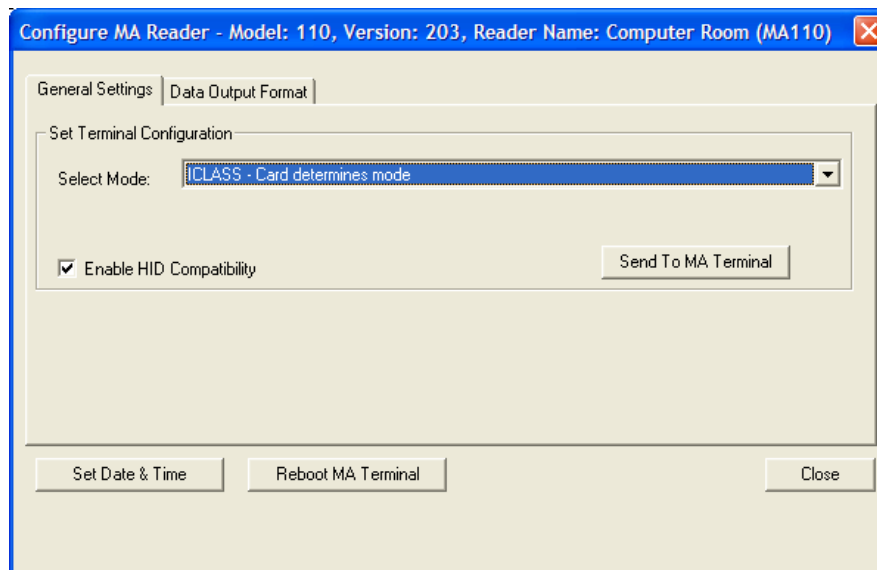 Configure MA Reader - Model: 110, Version: 203, Reader Name: Computer Room (MA110)
General Settings Data Output Format
Set Terminal Configuration
Select Mode: ICLASS - Card determines mode
Enable HID Compatibility Send To MA Terminal
Set Date & Time Reboot MA Terminal Close